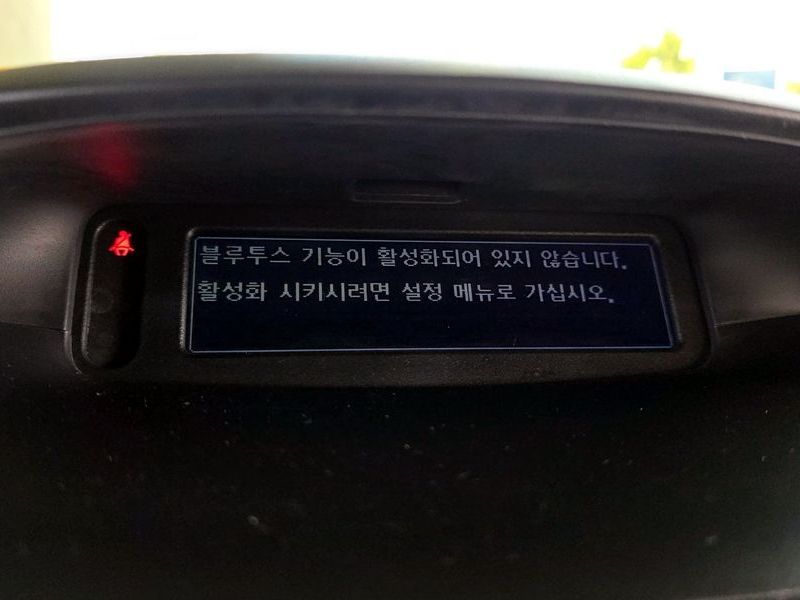 블루투스 기능이 활성화되어 있지 않습니다.
활성화 시키시려면 설정 메뉴로 가십시오.